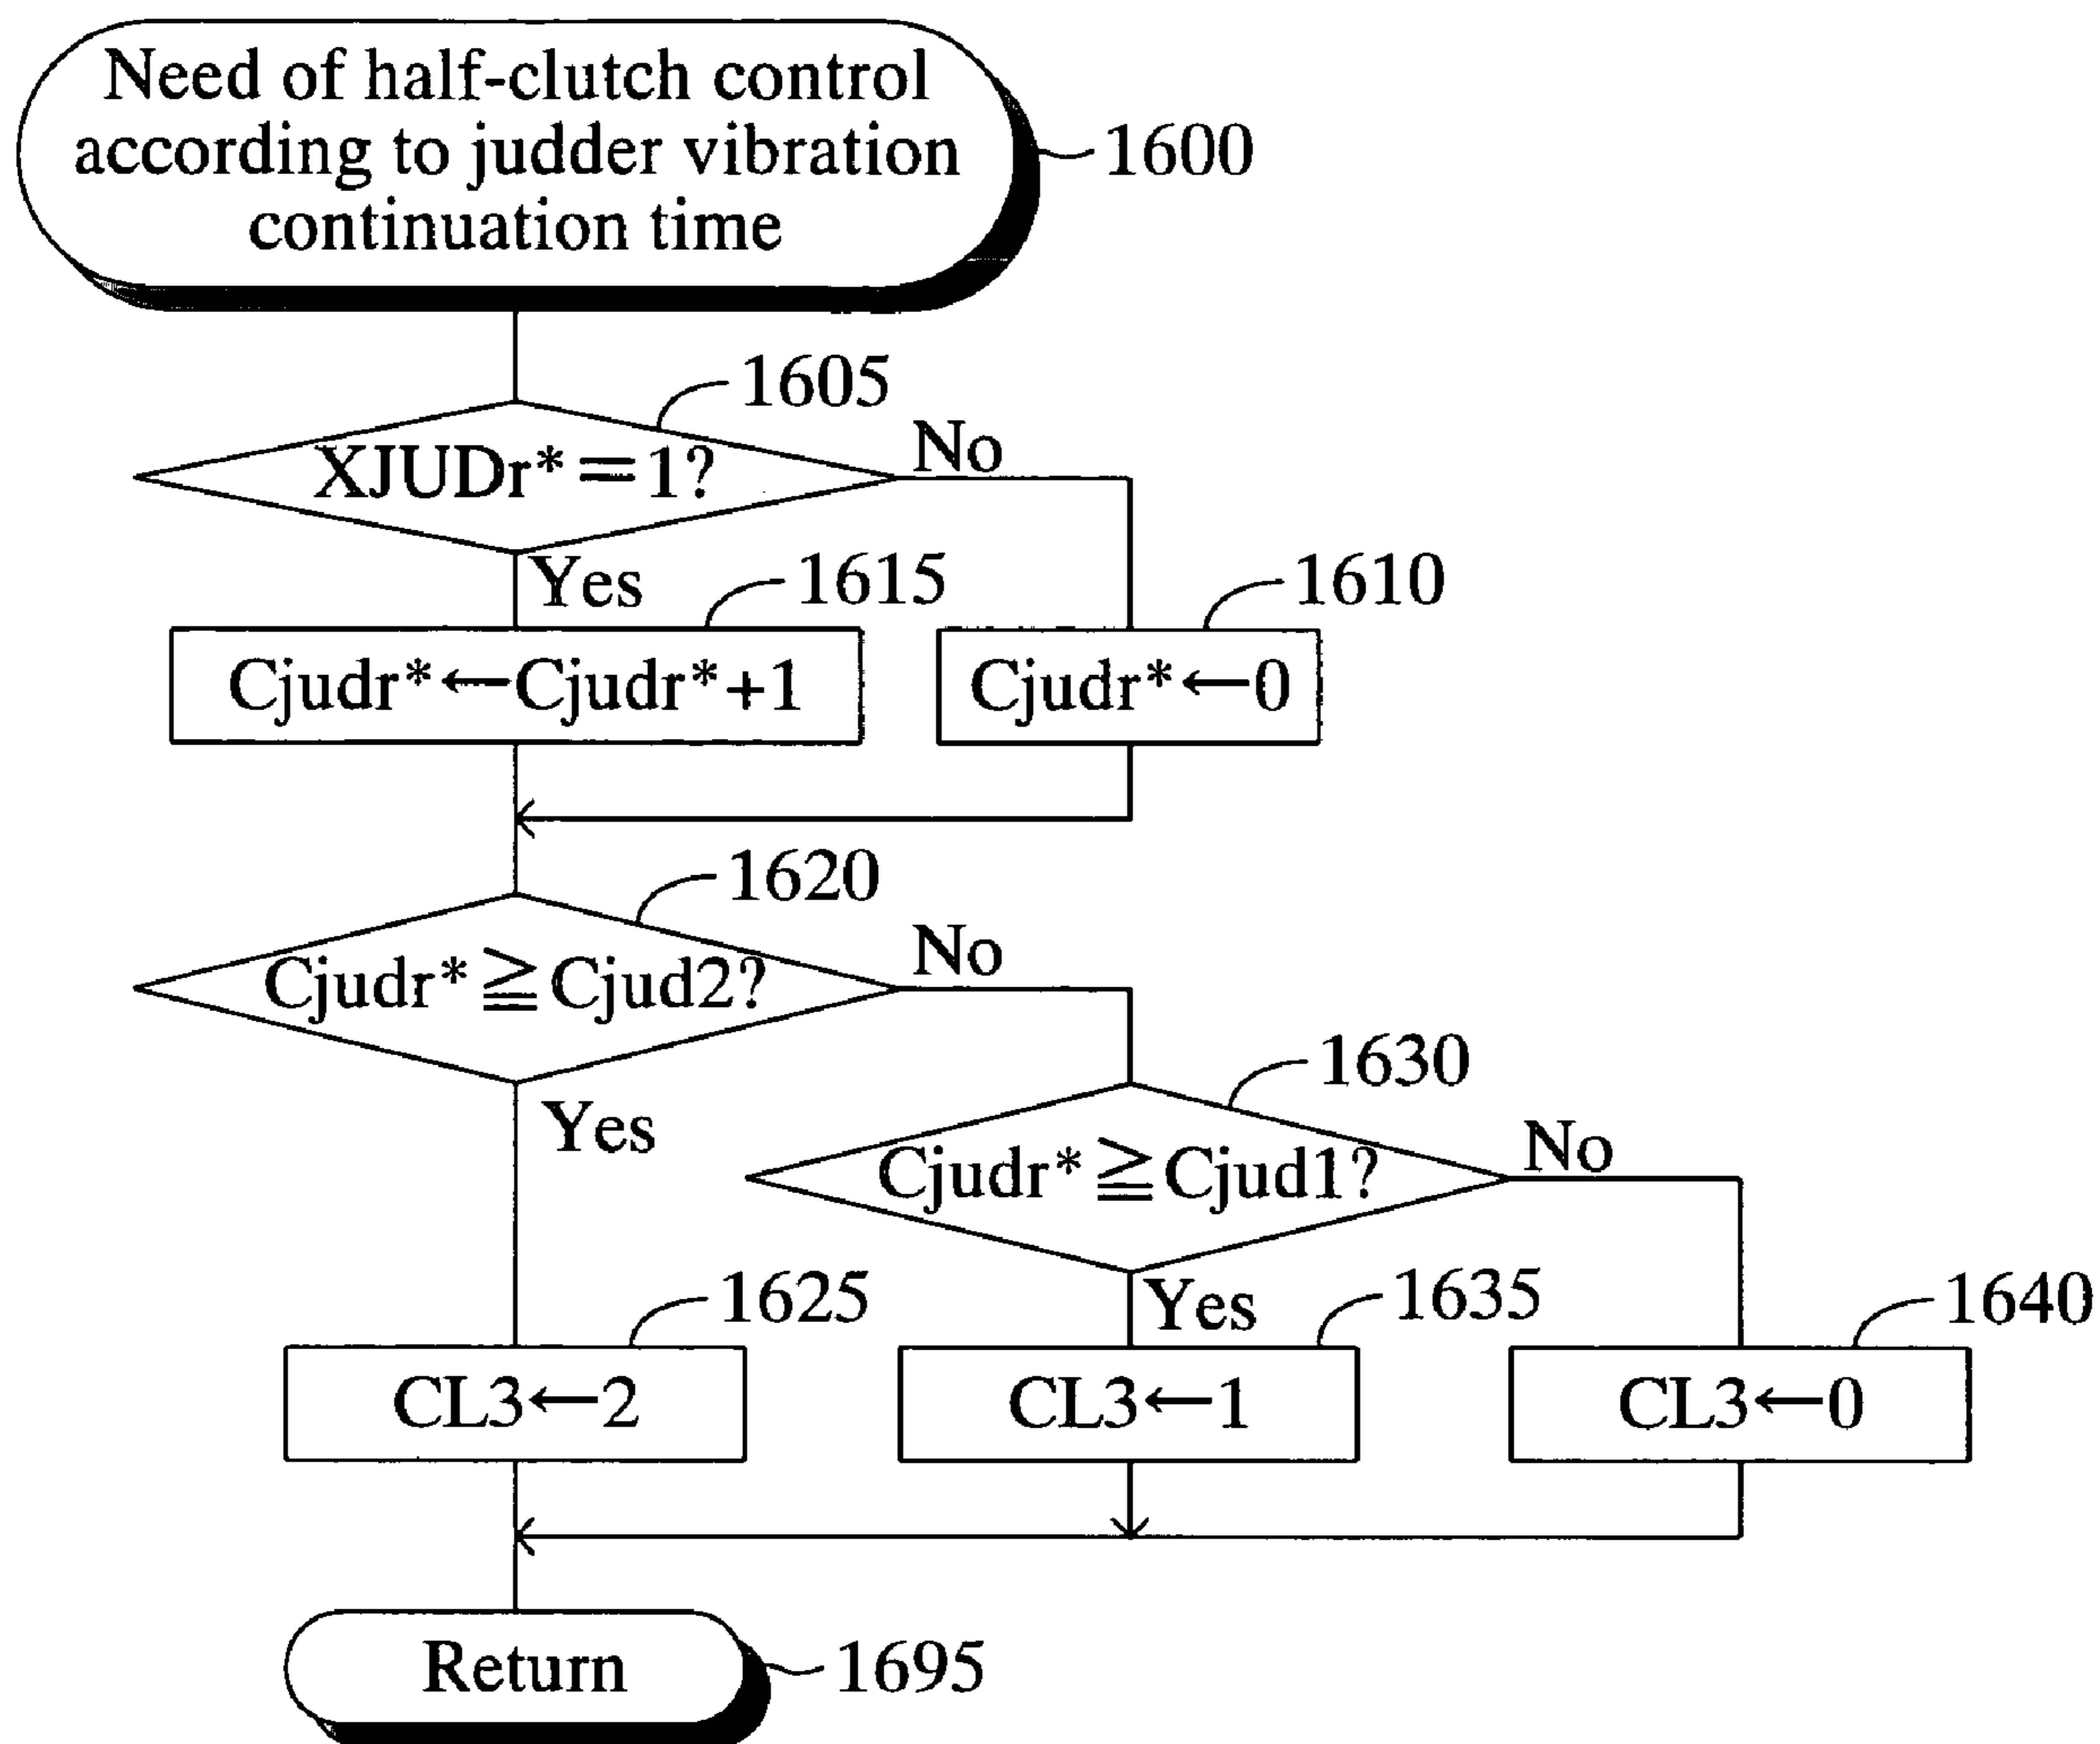 Need of half-clutch control
according to judder vibration
continuation time
1600
1605
XJUDr*=1?
No
Yes
1615
1610
Cjudr*←Cjudr*+1
Cjudr*←0
1620
Cjudr*≧Cjud2?
No
Yes
1630
Cjudr*≧Cjud1?
No
Yes
1625
1635
1640
CL3←2
CL3←1
CL3←0
Return
1695